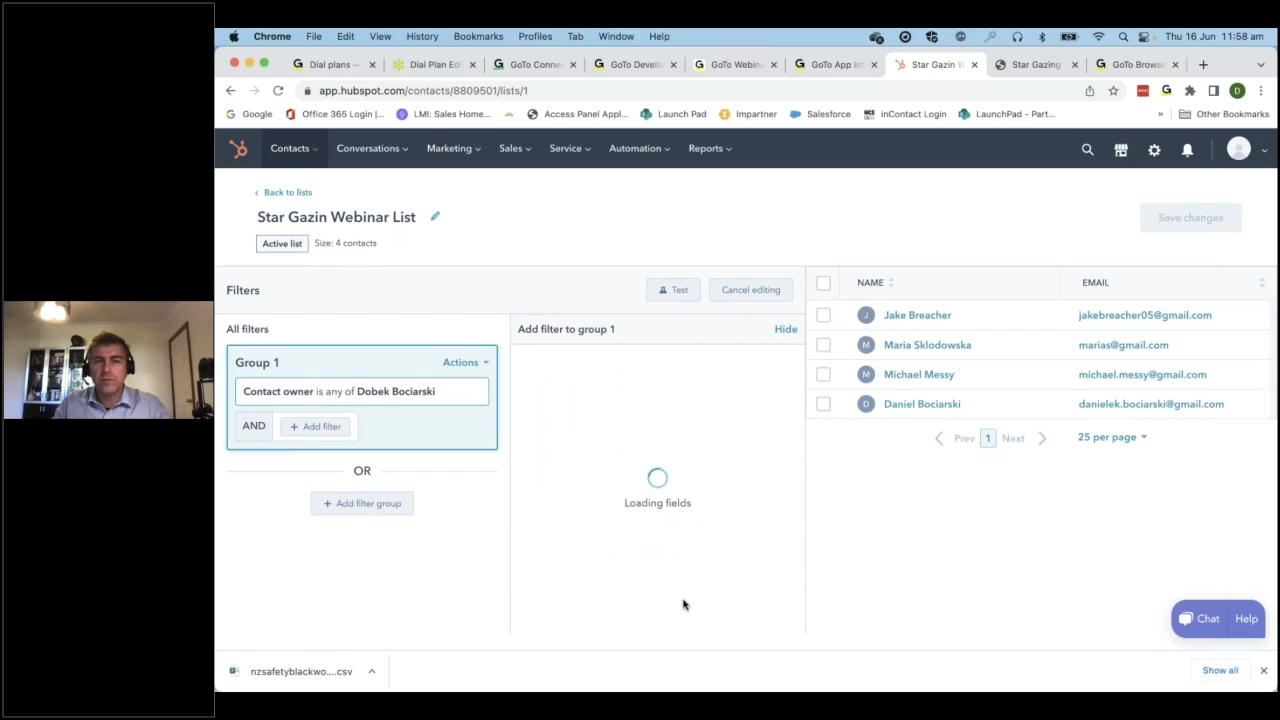 Chrome File Edit View History Bookmarks Profiles Tab Window Help Thu 16 Jun 11:58 am
Dial plans — Dial Plan Edi GoTo Conne GoTo Develo GoTo Webina GoTo App In Star Gazin W Star Gazing GoTo Browse
app.hubspot.com/contacts/8809501/lists/1
Google Office 365 Login |... LMI: Sales Home... Access Panel Appl... Launch Pad Impartner Salesforce NICE inContact Login LaunchPad - Part... » Other Bookmarks
Contacts Conversations Marketing Sales Service Automation Reports
Back to lists
Star Gazin Webinar List
Save changes
Active list Size: 4 contacts
Filters Test Cancel editing
NAME EMAIL
All filters Add filter to group 1 Hide
Jake Breacher jakebreacher05@gmail.com
Maria Sklodowska marias@gmail.com
Michael Messy michael.messy@gmail.com
Daniel Bociarski danielek.bociarski@gmail.com
Prev 1 Next 25 per page
Group 1 Actions
Contact owner is any of Dobek Bociarski
AND + Add filter
OR
+ Add filter group
Loading fields
Chat Help
nzsafetyblackwo....csv Show all